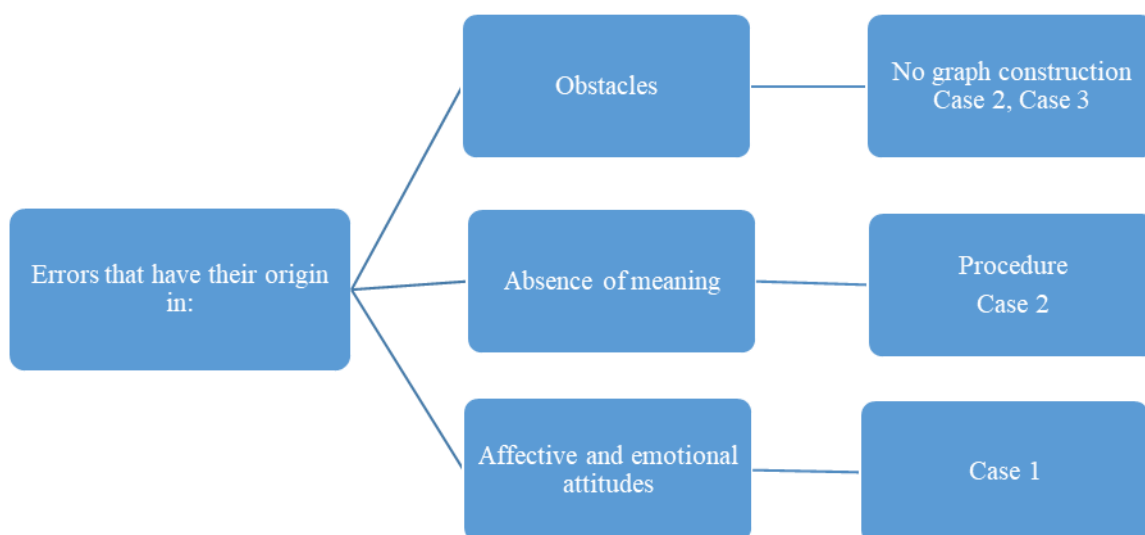 Obstacles
No graph construction
Case 2, Case 3
Errors that have their origin
in:
Absence of meaning
Procedure
Case 2
Affective and emotional
attitudes
Case 1